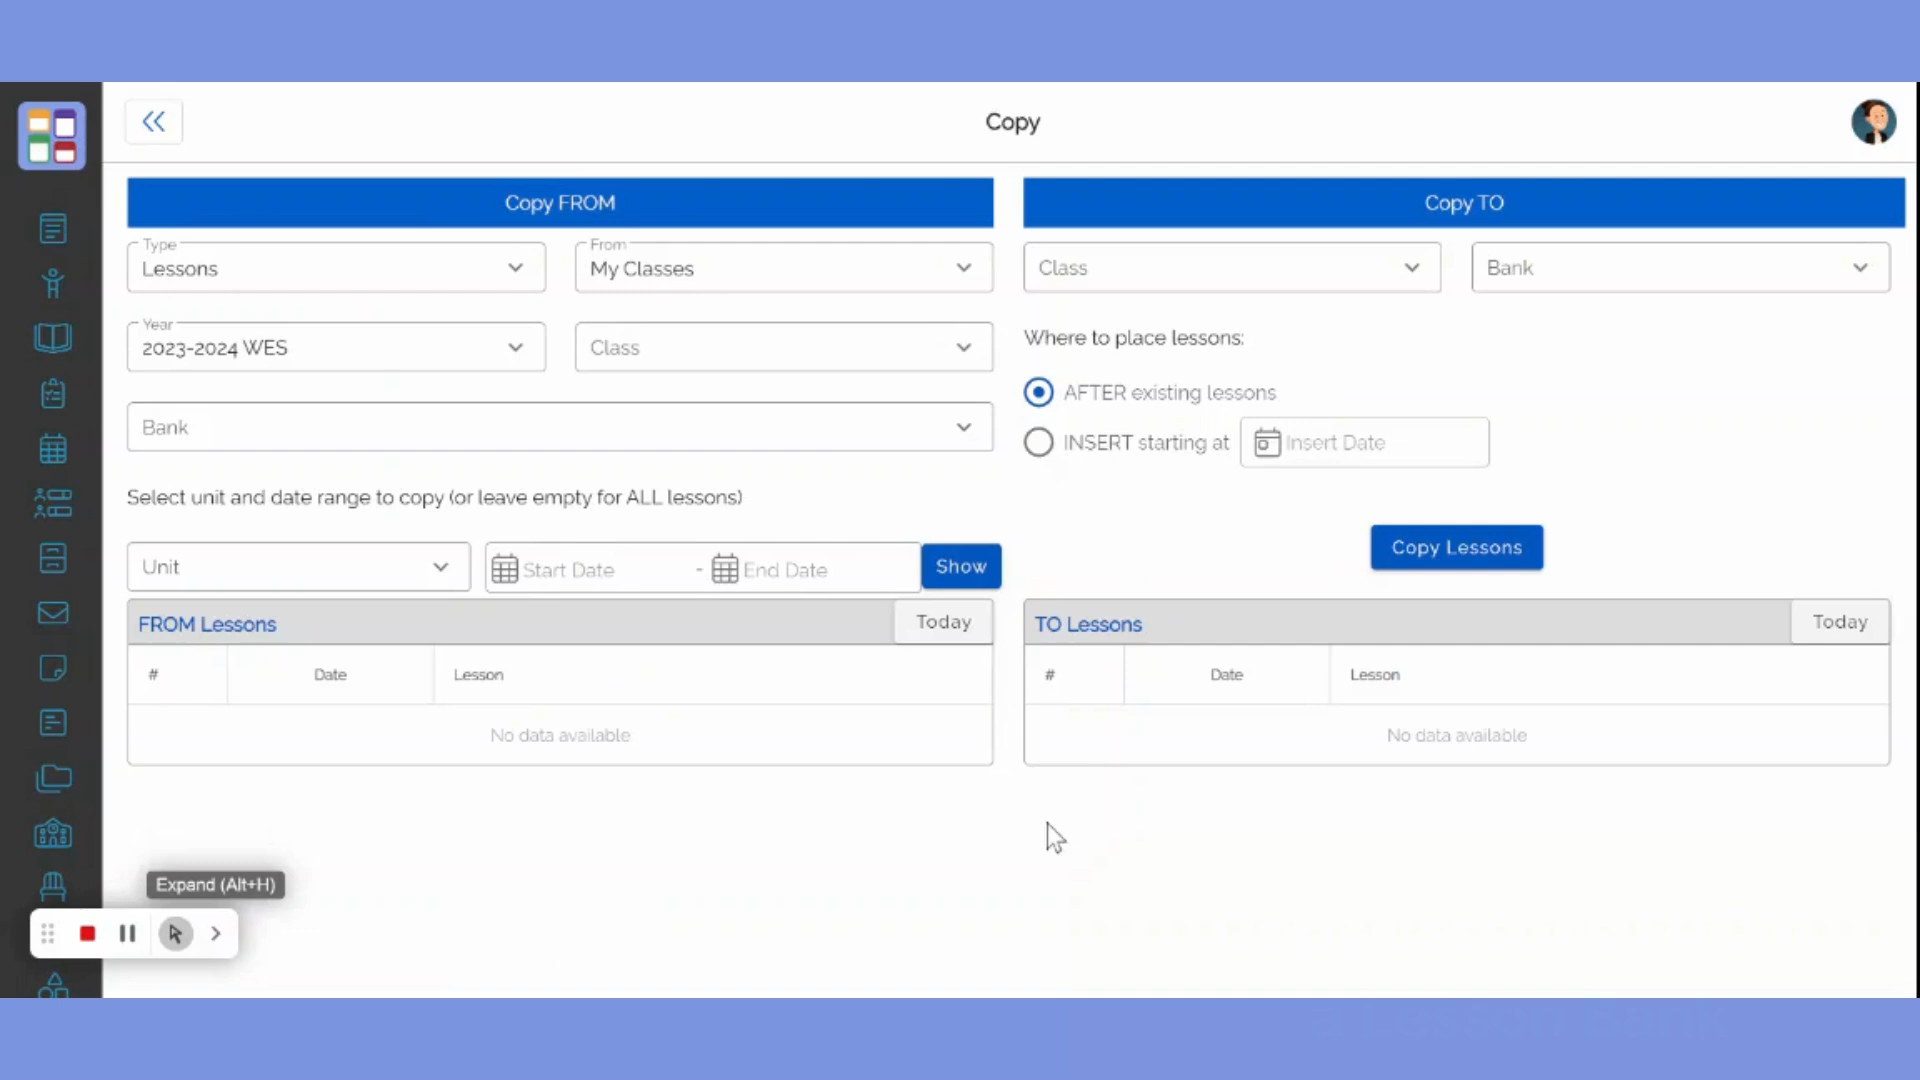 Copy
Copy FROM
Copy TO
Type
Lessons
From
My Classes
Class
Bank
Year
2023-2024 WES
Class
Where to place lessons:
AFTER existing lessons
Bank
INSERT starting at
Insert Date
Select unit and date range to copy (or leave empty for ALL lessons)
Unit
Start Date - End Date
Show
Copy Lessons
FROM Lessons
Today
TO Lessons
Today
# Date Lesson
# Date Lesson
No data available
No data available
Expand (Alt+H)